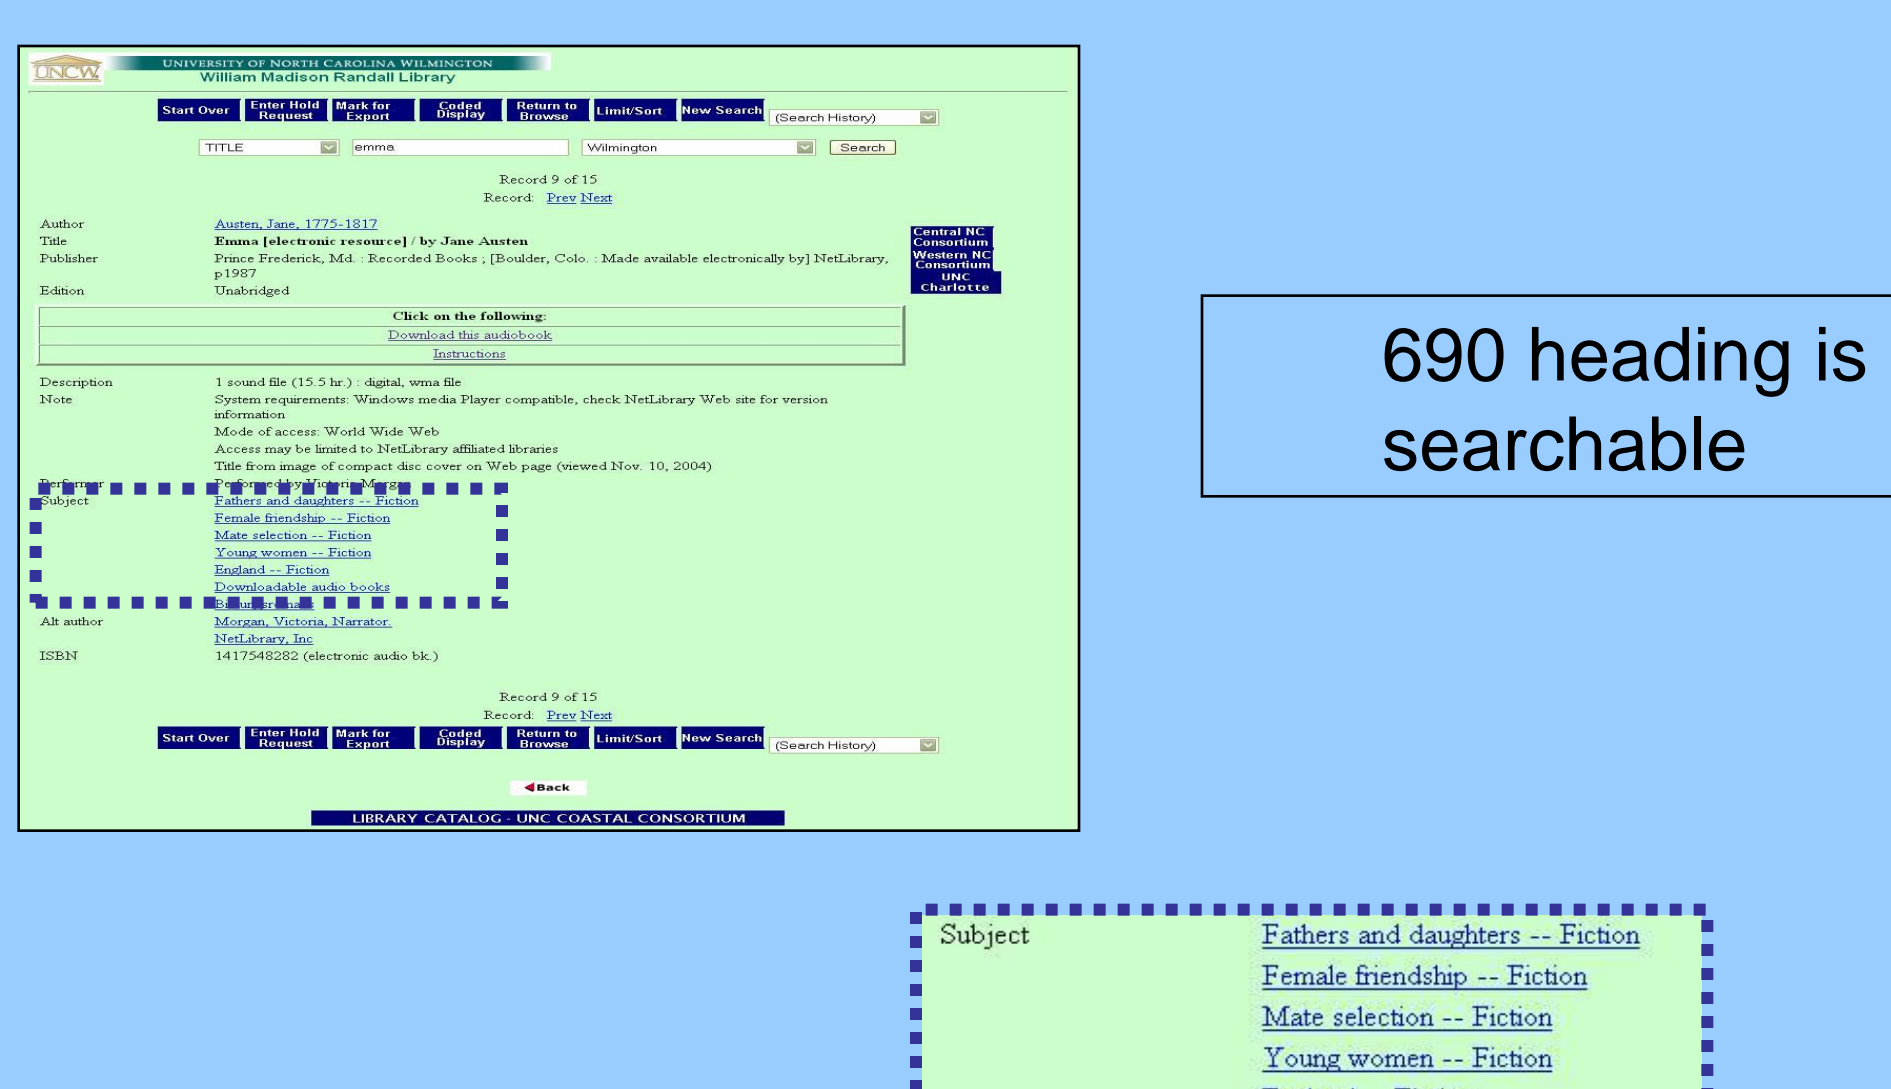 UNCW
UNIVERSITY OF NORTH CAROLINA WILMINGTON
William Madison Randall Library
Start Over Enter Hold Request Mark for Export Coded Display Return to Browse Limit/Sort New Search (Search History)
TITLE emma Wilmington Search
Record 9 of 15
Record: Prev Next
Author Austen, Jane, 1775-1817
Title Emma [electronic resource] / by Jane Austen
Publisher Prince Frederick, Md. : Recorded Books ; [Boulder, Colo. : Made available electronically by] NetLibrary,
p1987
Edition Unabridged
Central NC
Consortium
Western NC
Consortium
UNC
Charlotte
Click on the following:
Download this audiobook
Instructions
Description 1 sound file (15.5 hr.) : digital, wma file
Note System requirements: Windows media Player compatible, check NetLibrary Web site for version
information
Mode of access: World Wide Web
Access may be limited to NetLibrary affiliated libraries
Title from image of compact disc cover on Web page (viewed Nov. 10, 2004)
Performer Performed by Victoria Morgan
Subject Fathers and daughters -- Fiction
Female friendship -- Fiction
Mate selection -- Fiction
Young women -- Fiction
England -- Fiction
Downloadable audio books
Alt author Morgan, Victoria, Narrator.
NetLibrary, Inc
ISBN 1417548282 (electronic audio bk.)
Record 9 of 15
Record: Prev Next
Start Over Enter Hold Request Mark for Export Coded Display Return to Browse Limit/Sort New Search (Search History)
Back
LIBRARY CATALOG - UNC COASTAL CONSORTIUM
690 heading is
searchable
Subject Fathers and daughters -- Fiction
Female friendship -- Fiction
Mate selection -- Fiction
Young women -- Fiction